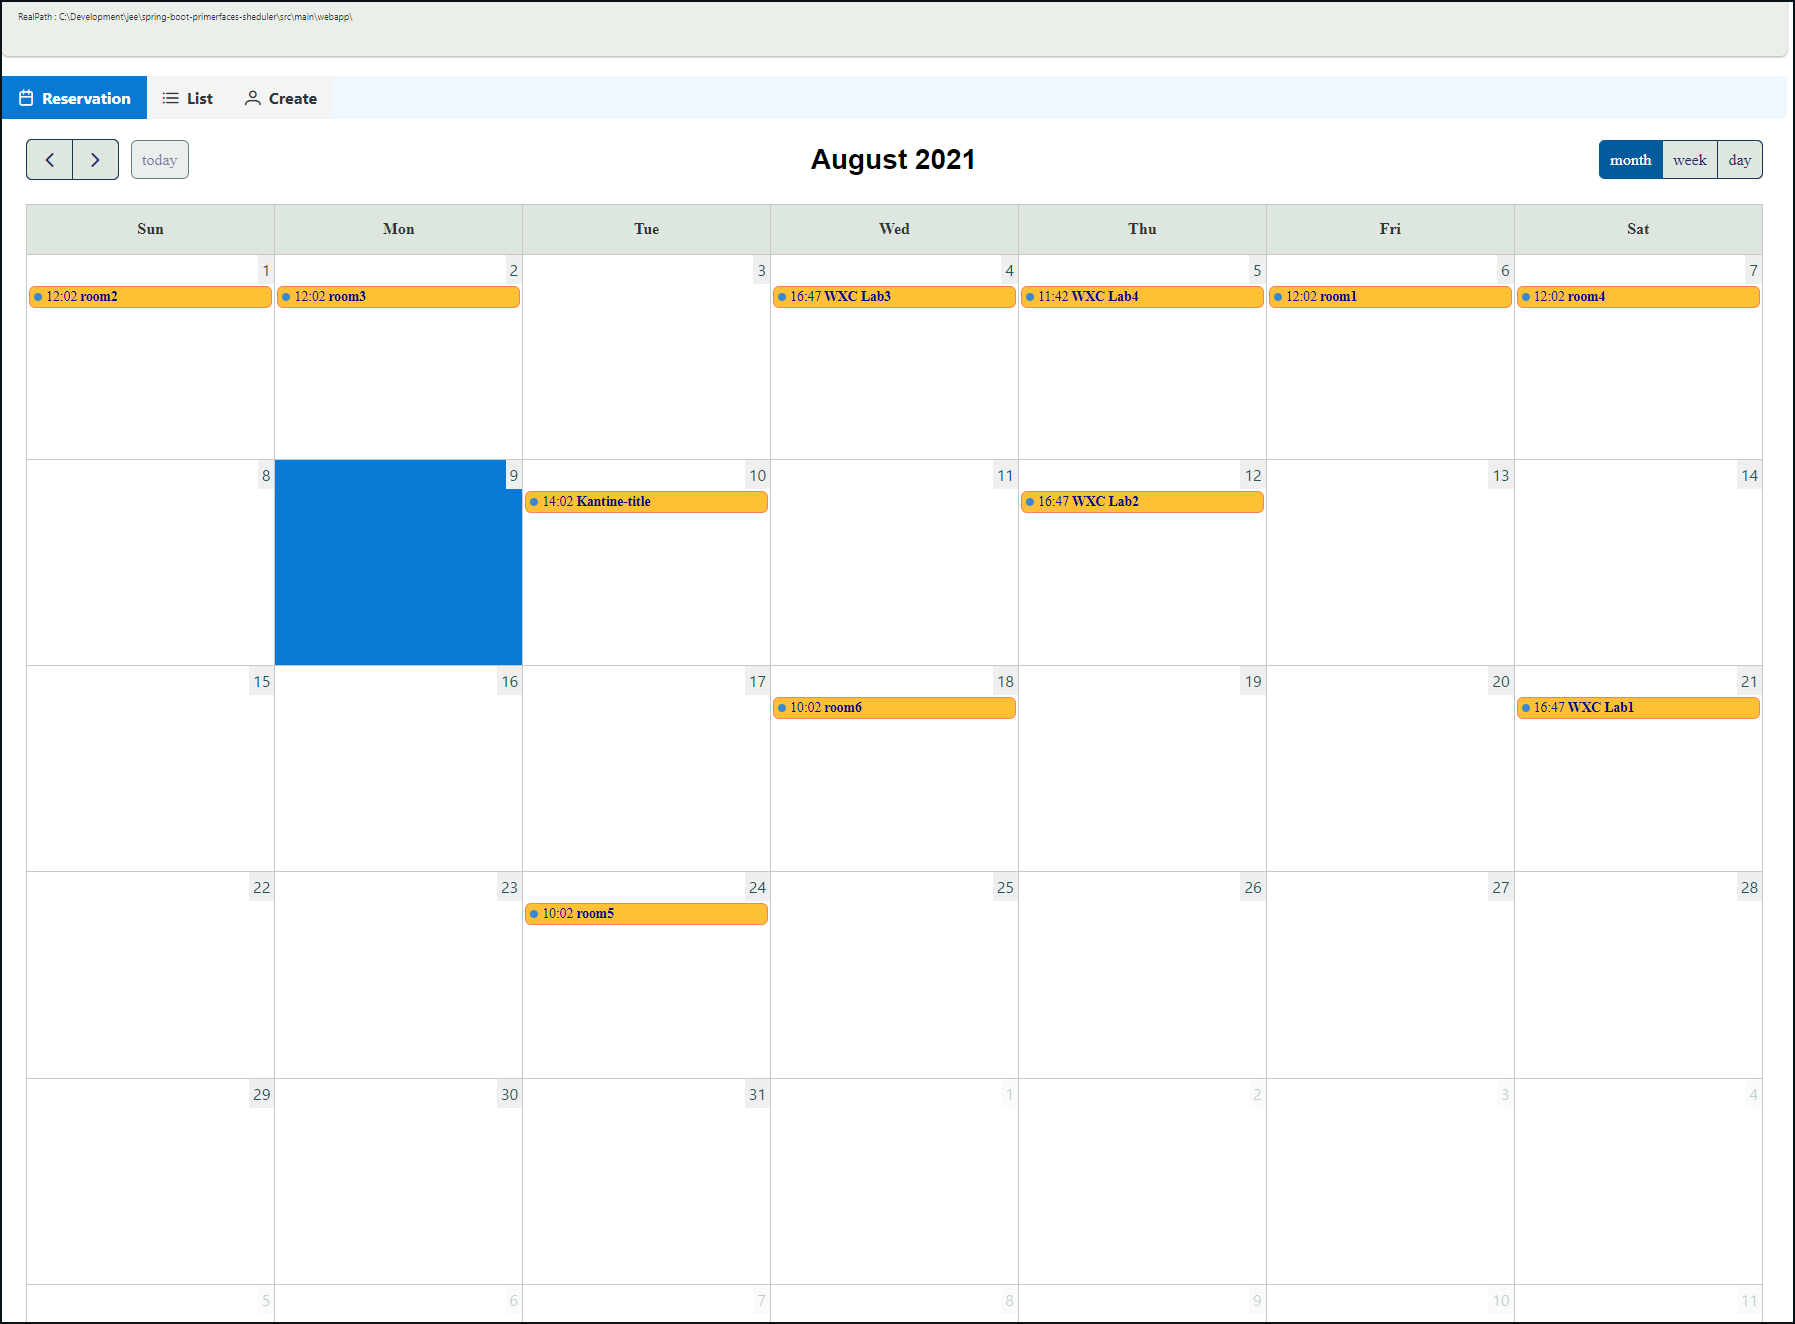 RealPath : C:\Development\jee\spring-boot-primerfaces-sheduler\src\main\webapp\
Reservation List Create
today August 2021 month week day
Sun Mon Tue Wed Thu Fri Sat
1 2 3 4 5 6 7
12:02 room2 12:02 room3 16:47 WXC Lab3 11:42 WXC Lab4 12:02 room1 12:02 room4
8 9 10 11 12 13 14
14:02 Kantine-title 16:47 WXC Lab2
15 16 17 18 19 20 21
10:02 room6 16:47 WXC Lab1
22 23 24 25 26 27 28
10:02 room5
29 30 31 1 2 3 4
5 6 7 8 9 10 11